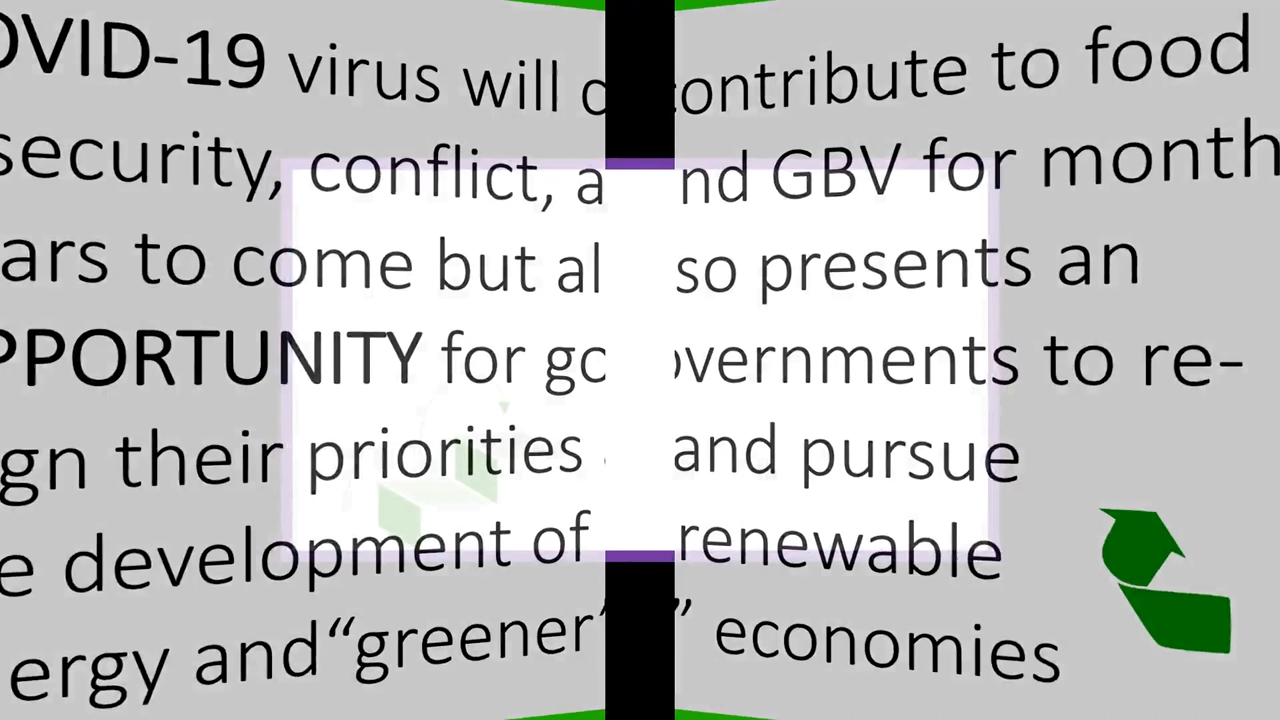 OVID-19 virus will contribute to food
security, conflict, and GBV for month
ars to come but also presents an
PPORTUNITY for governments to re-
ign their priorities and pursue
e development of renewable
ergy and“greener” economies